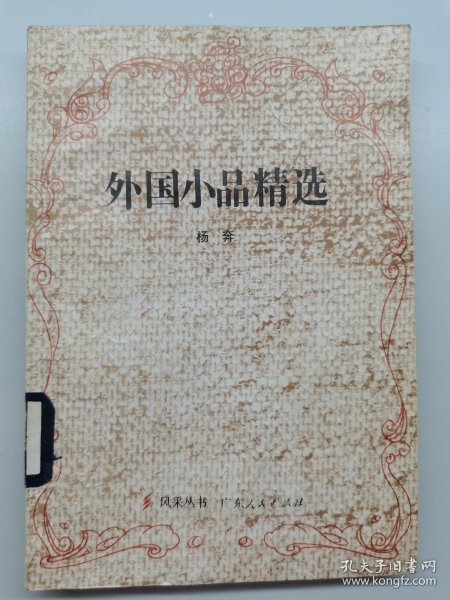 外国小品精选
杨奔
风采丛书 广东人民出版社
孔夫子旧书网
www.kongfz.com